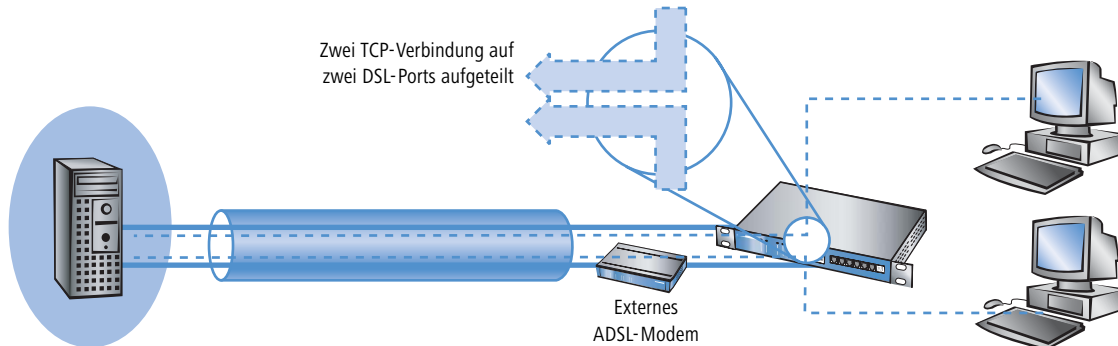 Zwei TCP-Verbindung auf
zwei DSL-Ports aufgeteilt
Externes
ADSL-Modem